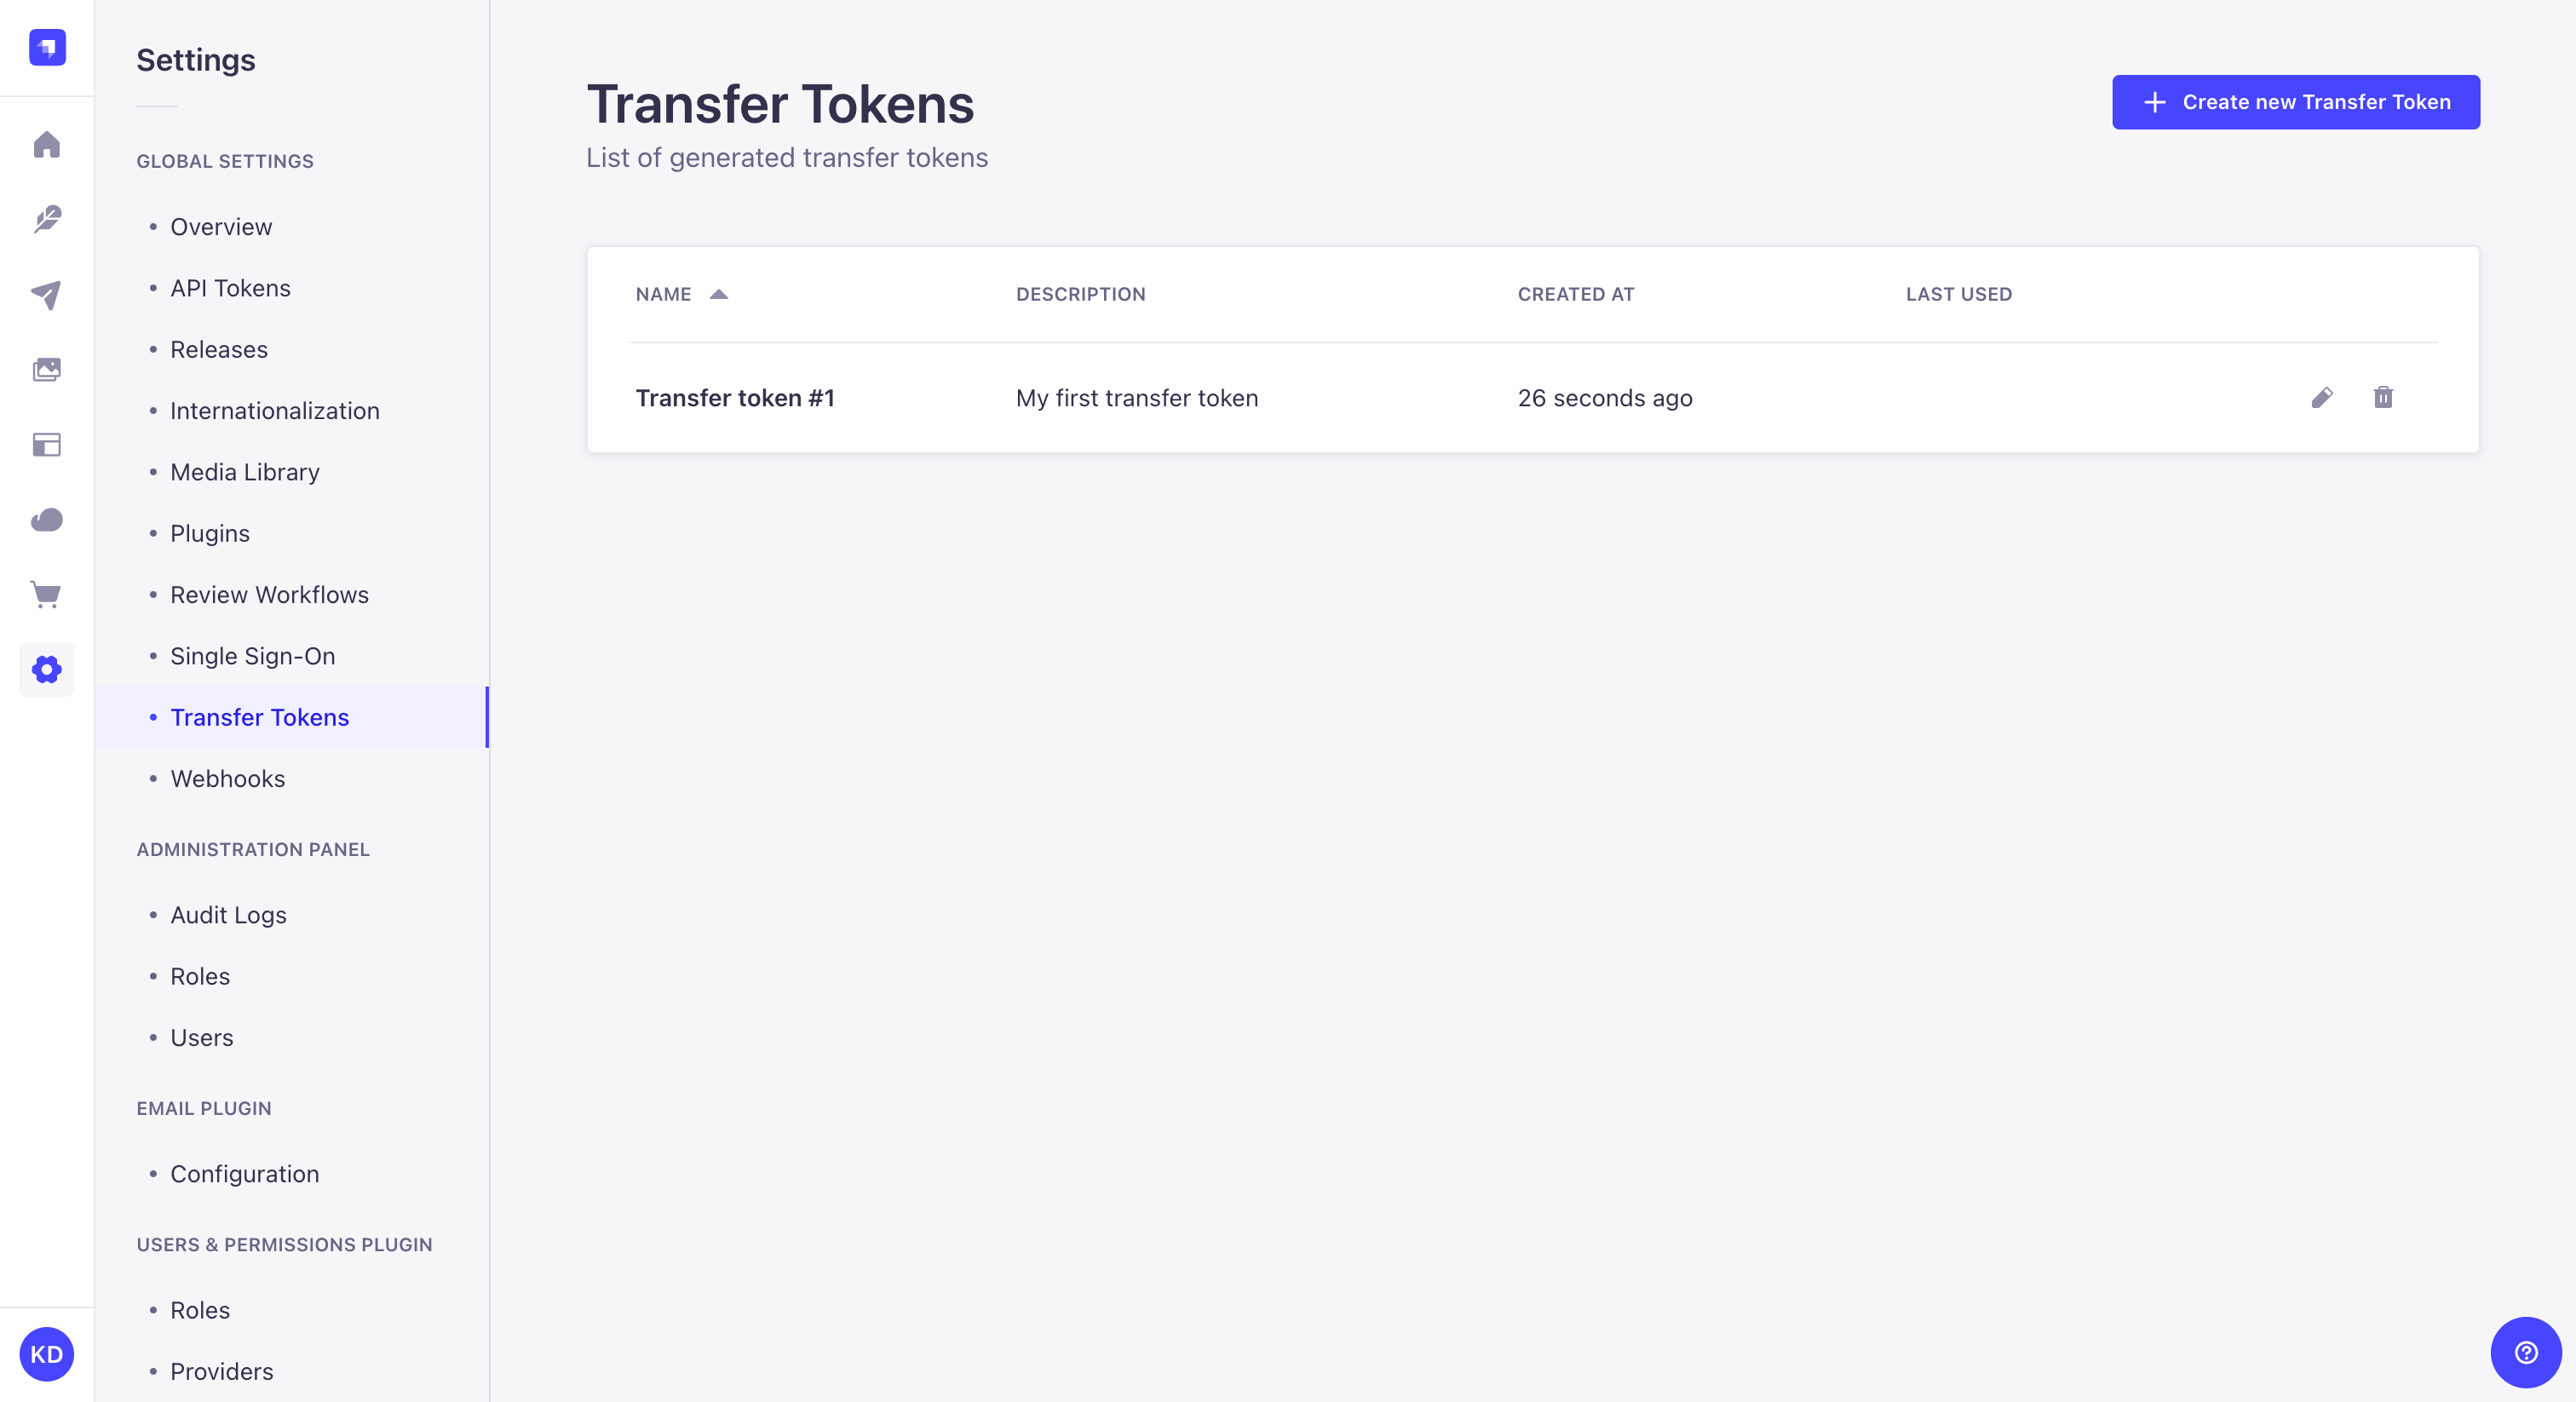 Settings
GLOBAL SETTINGS
Overview
API Tokens
Releases
Internationalization
Media Library
Plugins
Review Workflows
Single Sign-On
Transfer Tokens
Webhooks
ADMINISTRATION PANEL
Audit Logs
Roles
Users
EMAIL PLUGIN
Configuration
USERS & PERMISSIONS PLUGIN
Roles
Providers
KD
Transfer Tokens
List of generated transfer tokens
Create new Transfer Token
NAME DESCRIPTION CREATED AT LAST USED
Transfer token #1 My first transfer token 26 seconds ago